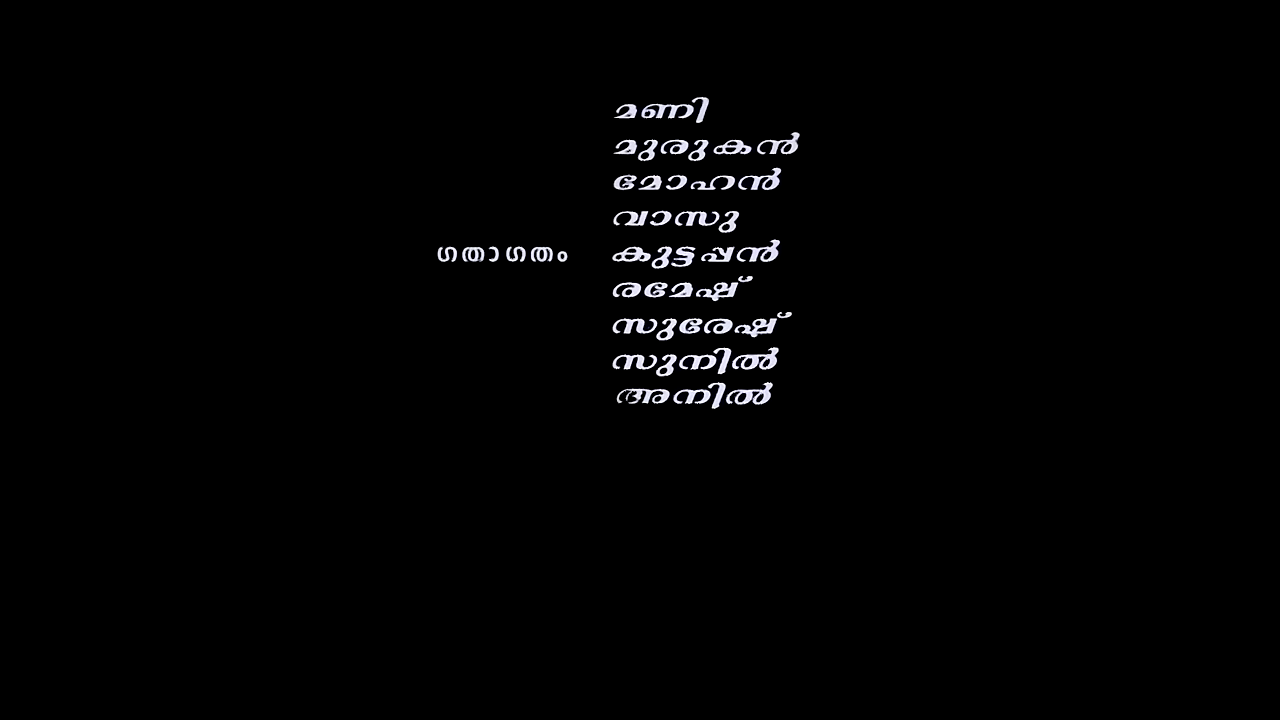 മണി
മുരുകൻ
മോഹൻ
വാസു
ഗതാഗതം കുട്ടപ്പൻ
രമേഷ്
സുരേഷ്
സുനിൽ
അനിൽ